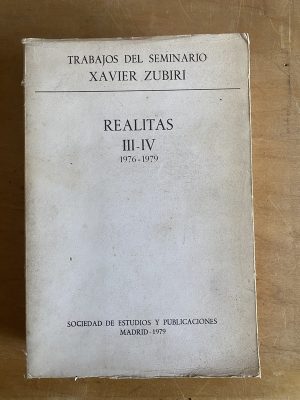 TRABAJOS DEL SEMINARIO
XAVIER ZUBIRI
REALITAS
III-IV
1976-1979
SOCIEDAD DE ESTUDIOS Y PUBLICACIONES
MADRID-1979